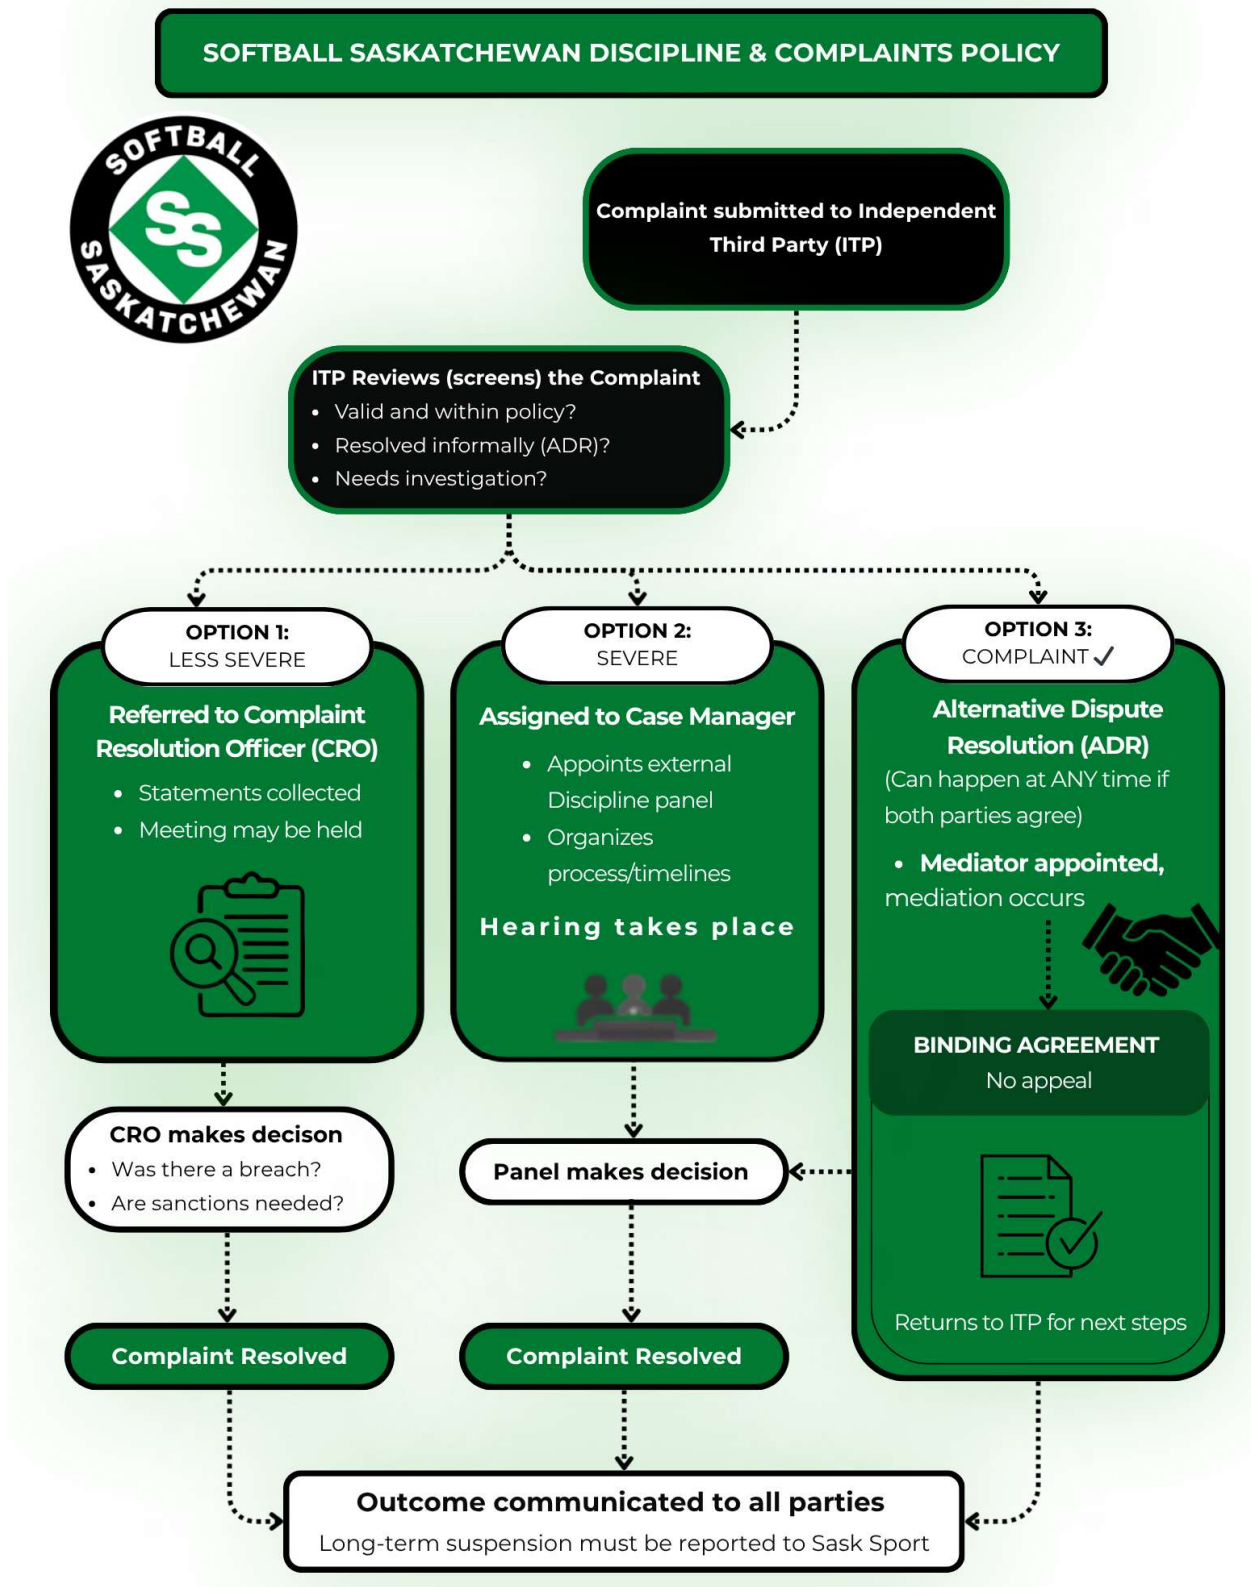 SOFTBALL SASKATCHEWAN DISCIPLINE & COMPLAINTS POLICY
SOFTBALL
SS
SASKATCHEWAN
Complaint submitted to Independent
Third Party (ITP)
ITP Reviews (screens) the Complaint
• Valid and within policy?
• Resolved informally (ADR)?
• Needs investigation?
OPTION 1:
LESS SEVERE
Referred to Complaint
Resolution Officer (CRO)
• Statements collected
• Meeting may be held
CRO makes decison
• Was there a breach?
• Are sanctions needed?
Complaint Resolved
OPTION 2:
SEVERE
Assigned to Case Manager
• Appoints external
Discipline panel
• Organizes
process/timelines
Hearing takes place
Panel makes decision
Complaint Resolved
OPTION 3:
COMPLAINT ✓
Alternative Dispute
Resolution (ADR)
(Can happen at ANY time if
both parties agree)
• Mediator appointed,
mediation occurs
BINDING AGREEMENT
No appeal
Returns to ITP for next steps
Outcome communicated to all parties
Long-term suspension must be reported to Sask Sport